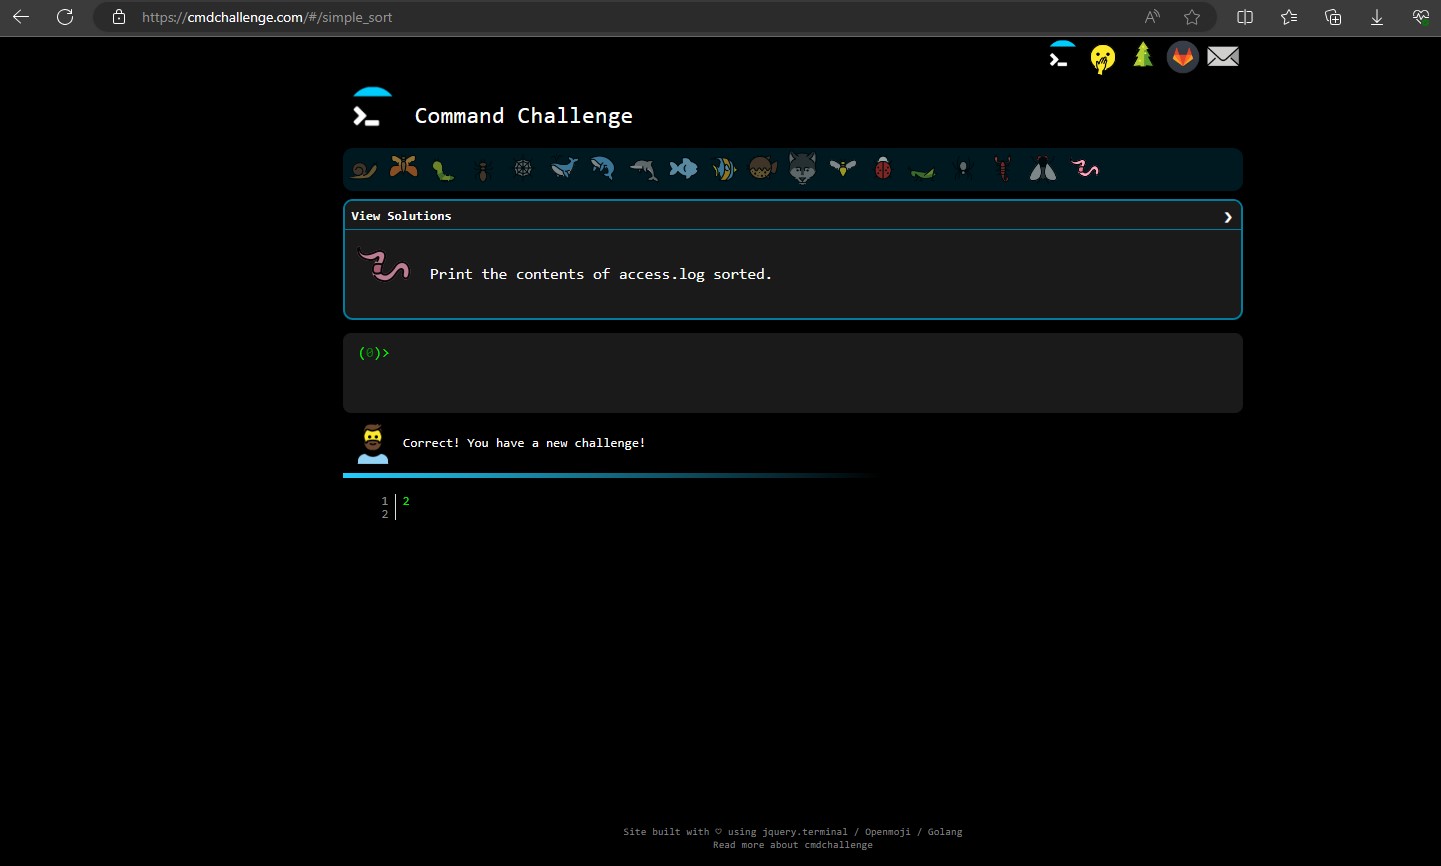 https://cmdchallenge.com/#/simple_sort
Command Challenge
View Solutions
Print the contents of access.log sorted.
(0)>
Correct! You have a new challenge!
1 2
2
Site built with ♡ using jquery.terminal / Openmoji / Golang
Read more about cmdchallenge